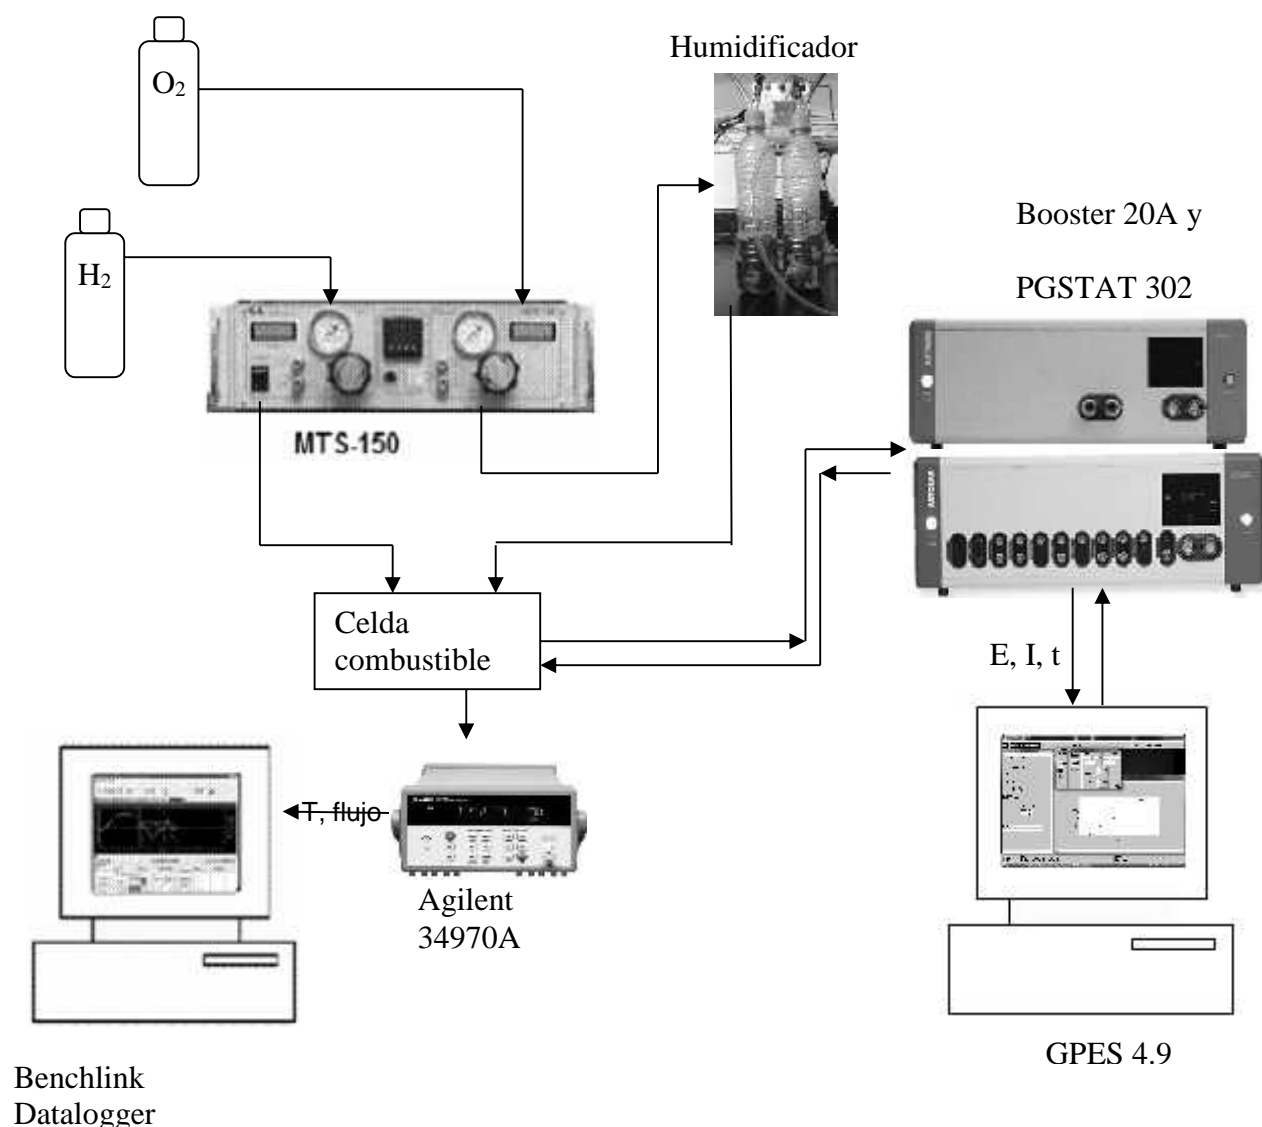 Humidificador
O2
Booster 20A y
H2
PGSTAT 302
MTS-150
Celda
combustible
E, I, t
T, flujo
Agilent
34970A
GPES 4.9
Benchlink
Datalogger